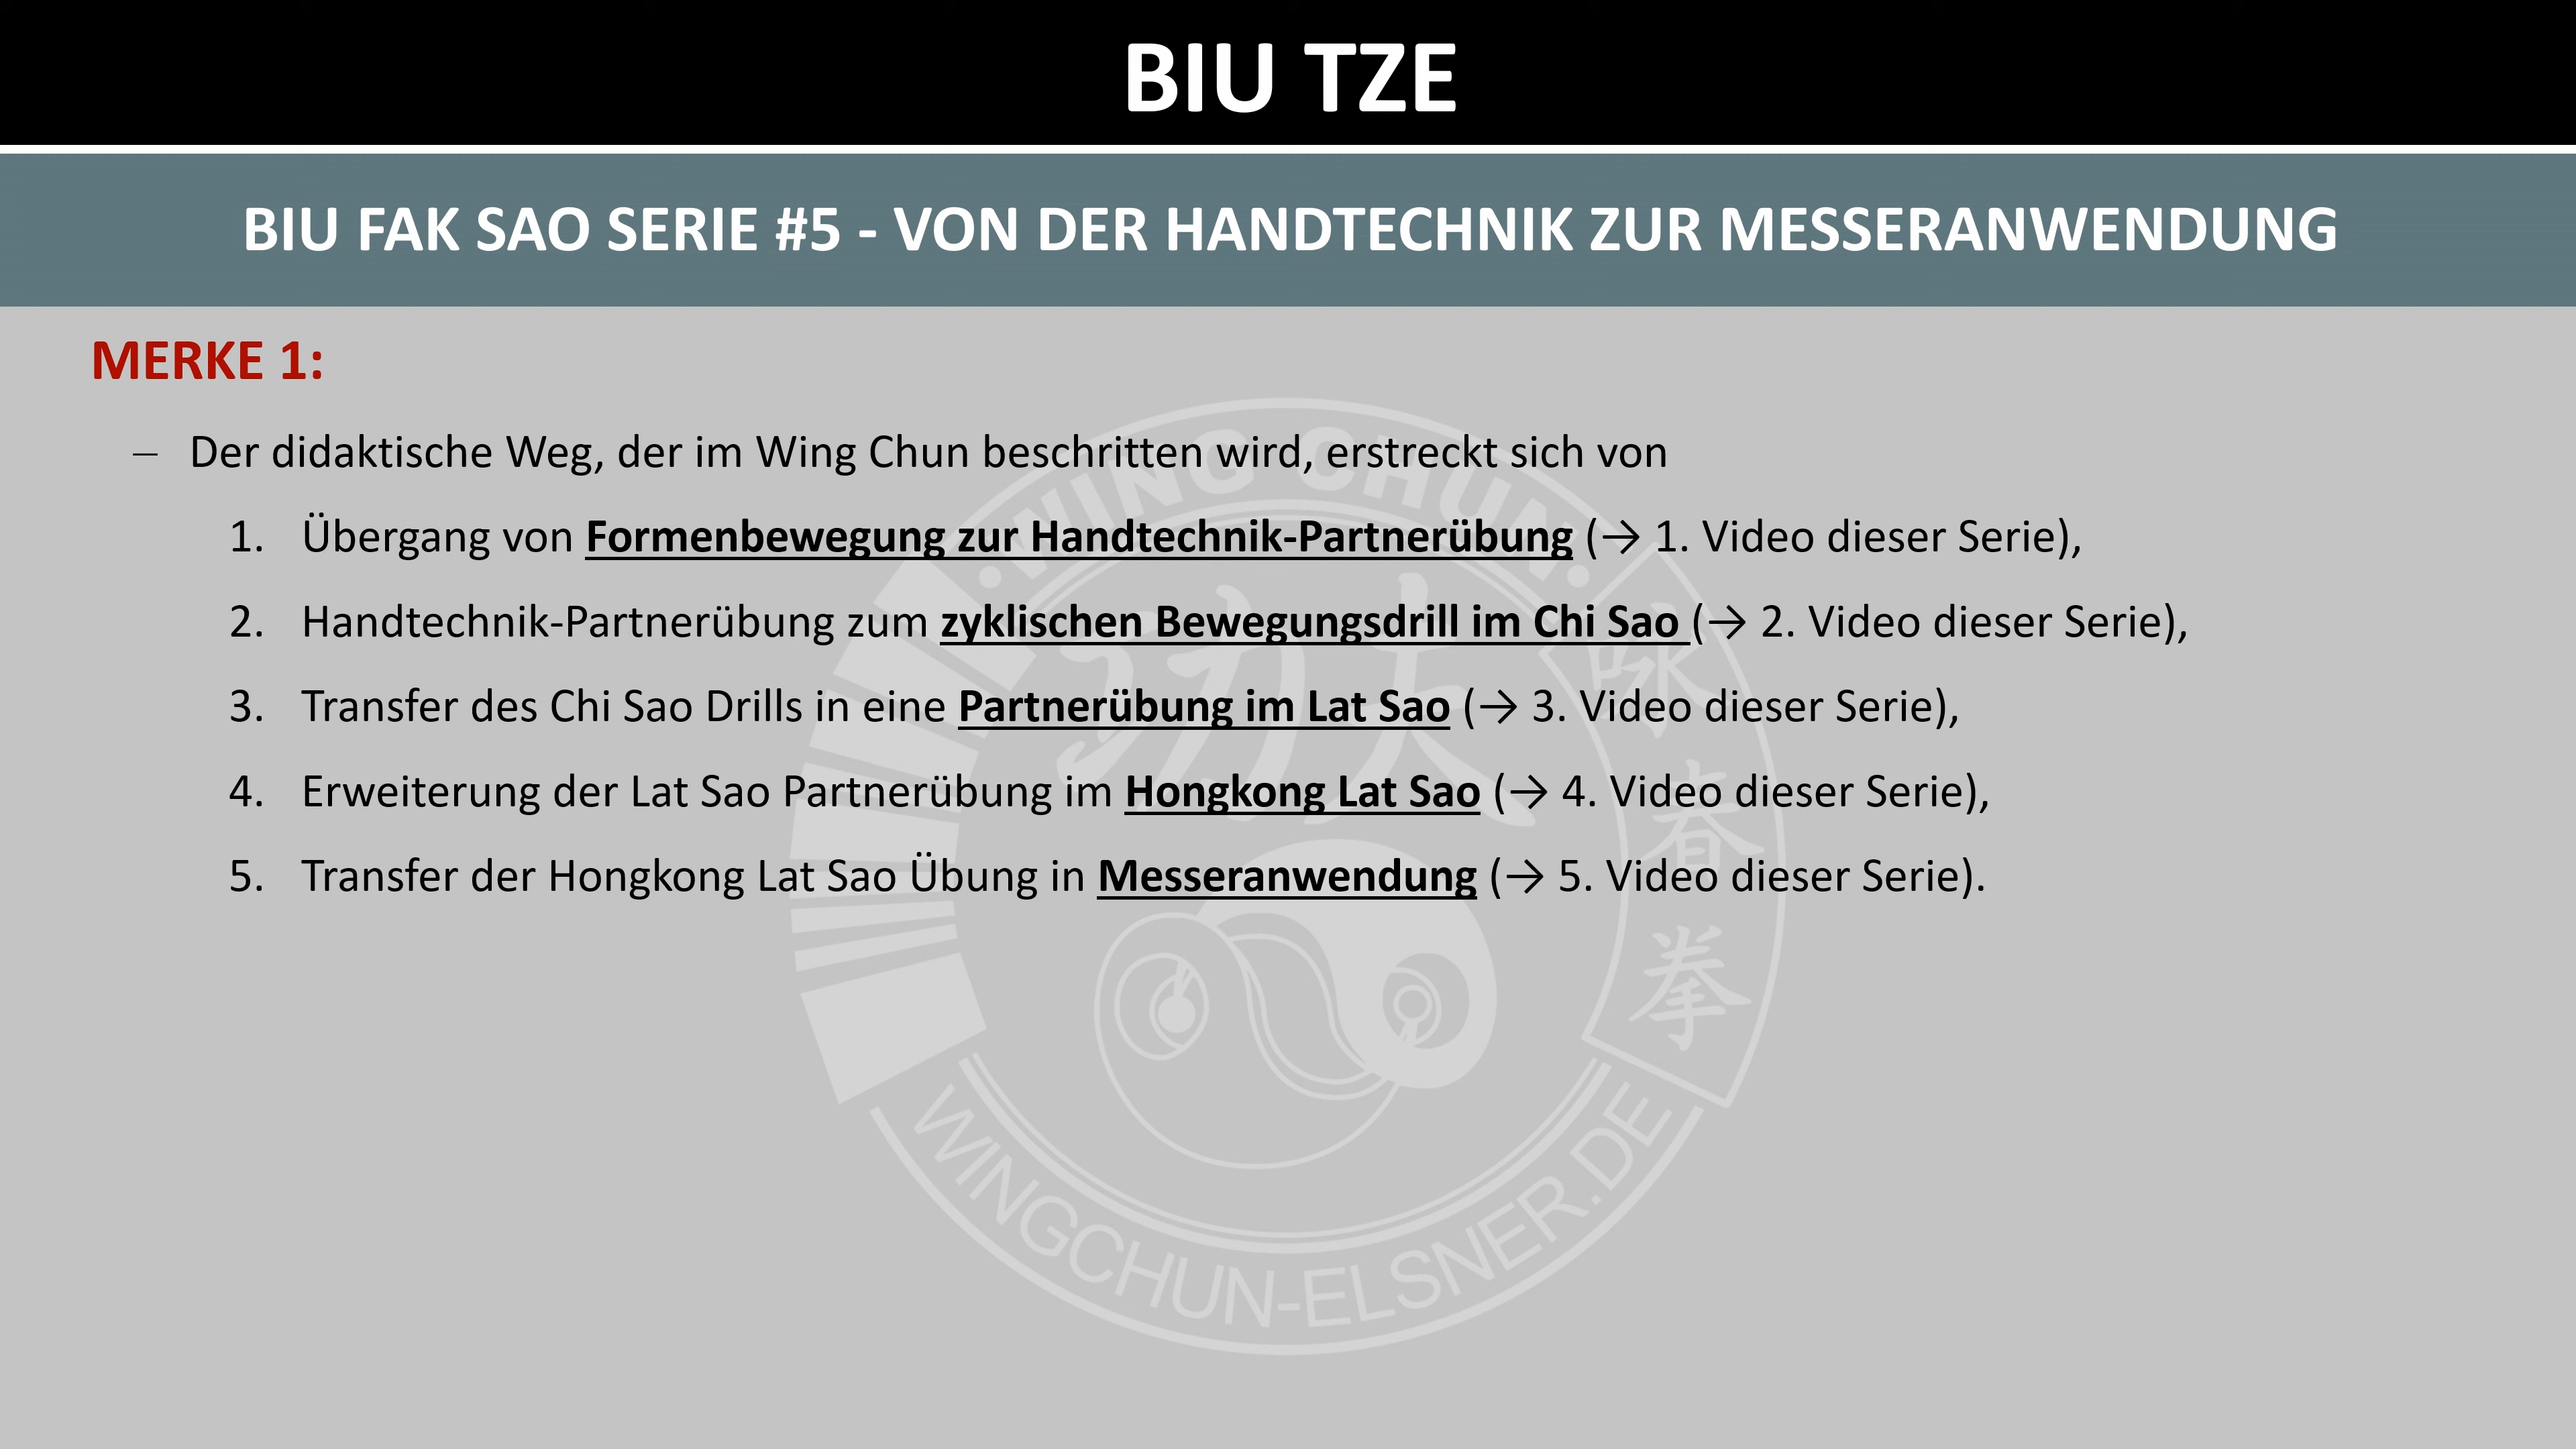 BIU TZE
BIU FAK SAO SERIE #5 - VON DER HANDTECHNIK ZUR MESSERANWENDUNG
MERKE 1:
– Der didaktische Weg, der im Wing Chun beschritten wird, erstreckt sich von
1. Übergang von Formenbewegung zur Handtechnik-Partnerübung (→ 1. Video dieser Serie),
2. Handtechnik-Partnerübung zum zyklischen Bewegungsdrill im Chi Sao (→ 2. Video dieser Serie),
3. Transfer des Chi Sao Drills in eine Partnerübung im Lat Sao (→ 3. Video dieser Serie),
4. Erweiterung der Lat Sao Partnerübung im Hongkong Lat Sao (→ 4. Video dieser Serie),
5. Transfer der Hongkong Lat Sao Übung in Messeranwendung (→ 5. Video dieser Serie).
·WING CHUN·
功夫
咏春拳
WINGCHUN-ELSNER.DE